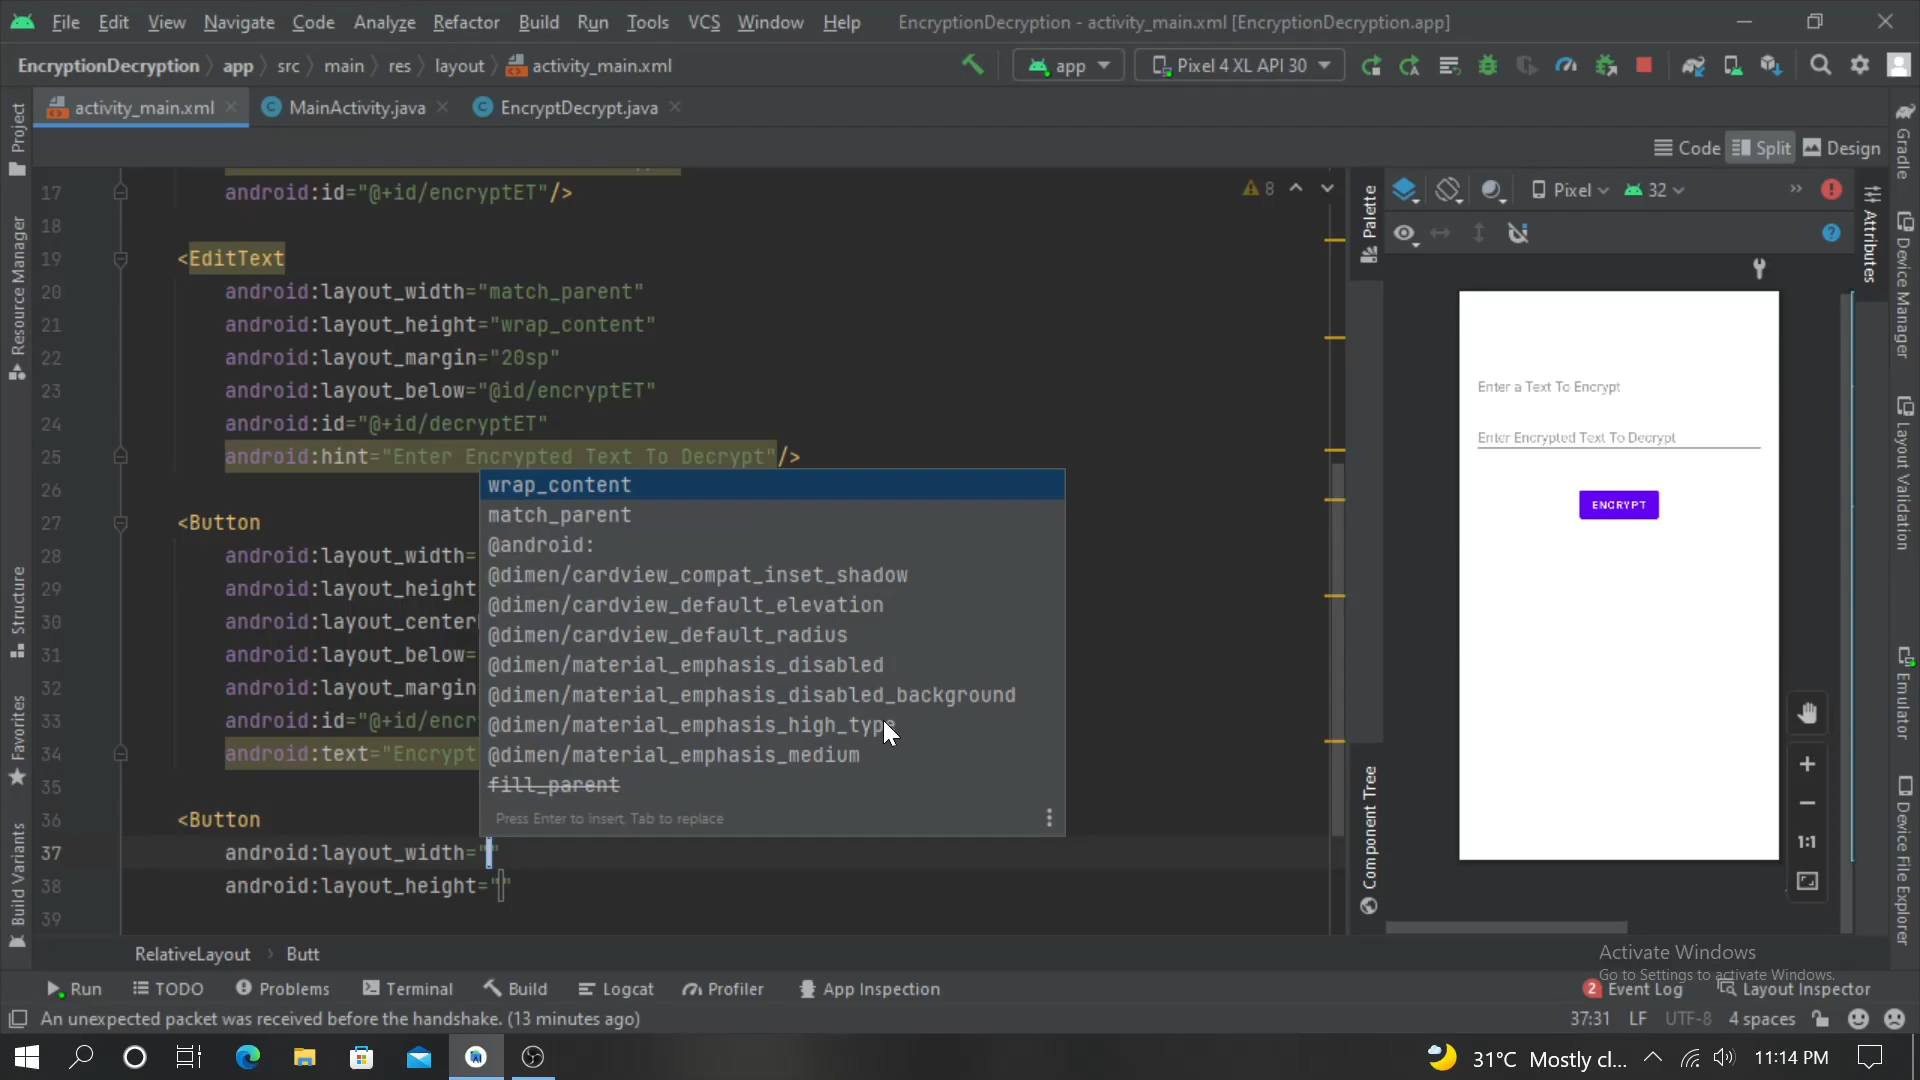 File Edit View Navigate Code Analyze Refactor Build Run Tools VCS Window Help EncryptionDecryption - activity_main.xml [EncryptionDecryption.app]
EncryptionDecryption app src main res layout activity_main.xml app Pixel 4 XL API 30
activity_main.xml MainActivity.java EncryptDecrypt.java
Code Split Design
Project
Resource Manager
Structure
Favorites
Build Variants
17 android:id="@+id/encryptET"/>
18
19 <EditText
20 android:layout_width="match_parent"
21 android:layout_height="wrap_content"
22 android:layout_margin="20sp"
23 android:layout_below="@id/encryptET"
24 android:id="@+id/decryptET"
25 android:hint="Enter Encrypted Text To Decrypt"/>
26
27 <Button
28 android:layout_width=
29 android:layout_height
30 android:layout_center
31 android:layout_below=
32 android:layout_margin
33 android:id="@+id/encr
34 android:text="Encrypt
35
36 <Button
37 android:layout_width=""
38 android:layout_height=""
39
8
wrap_content
match_parent
@android:
@dimen/cardview_compat_inset_shadow
@dimen/cardview_default_elevation
@dimen/cardview_default_radius
@dimen/material_emphasis_disabled
@dimen/material_emphasis_disabled_background
@dimen/material_emphasis_high_type
@dimen/material_emphasis_medium
fill_parent
Press Enter to insert, Tab to replace
Palette
Component Tree
Pixel 32
Enter a Text To Encrypt
Enter Encrypted Text To Decrypt
ENCRYPT
1:1
Attributes
Gradle
Device Manager
Layout Validation
Emulator
Device File Explorer
RelativeLayout Butt
Activate Windows
Go to Settings to activate Windows.
Run TODO Problems Terminal Build Logcat Profiler App Inspection 2 Event Log Layout Inspector
An unexpected packet was received before the handshake. (13 minutes ago) 37:31 LF UTF-8 4 spaces
31°C Mostly cl... 11:14 PM